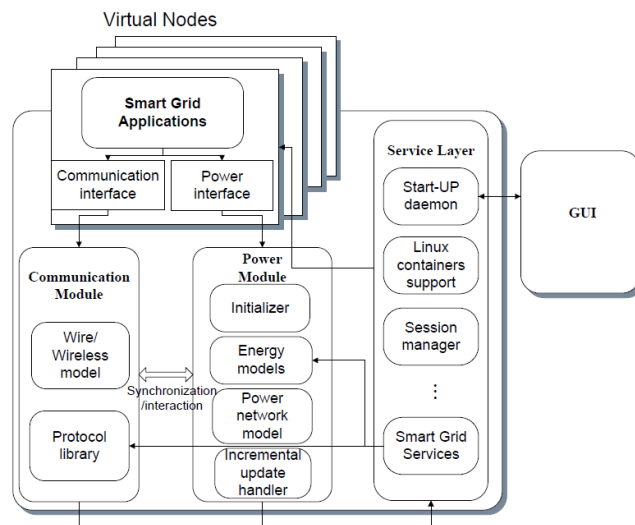 Virtual Nodes
Smart Grid
Applications
Communication
interface
Power
interface
Service Layer
Start-UP
daemon
GUI
Linux
containers
support
Session
manager
⋮
Smart Grid
Services
Communication
Module
Wire/
Wireless
model
Protocol
library
Synchronization
/interaction
Power
Module
Initializer
Energy
models
Power
network
model
Incremental
update
handler